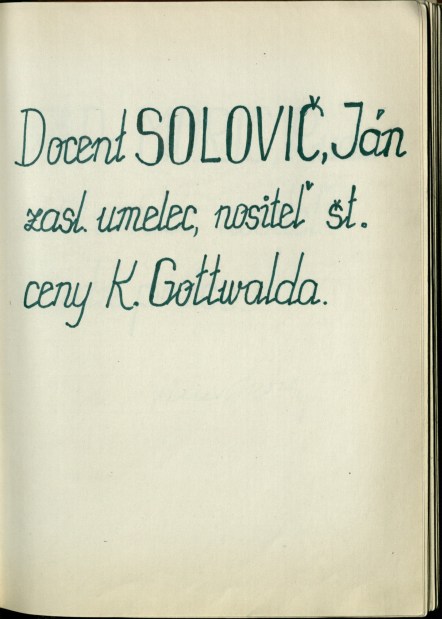 Docent SOLOVIČ, Ján
zasl. umelec, nositeľ št.
ceny K. Gottwalda.